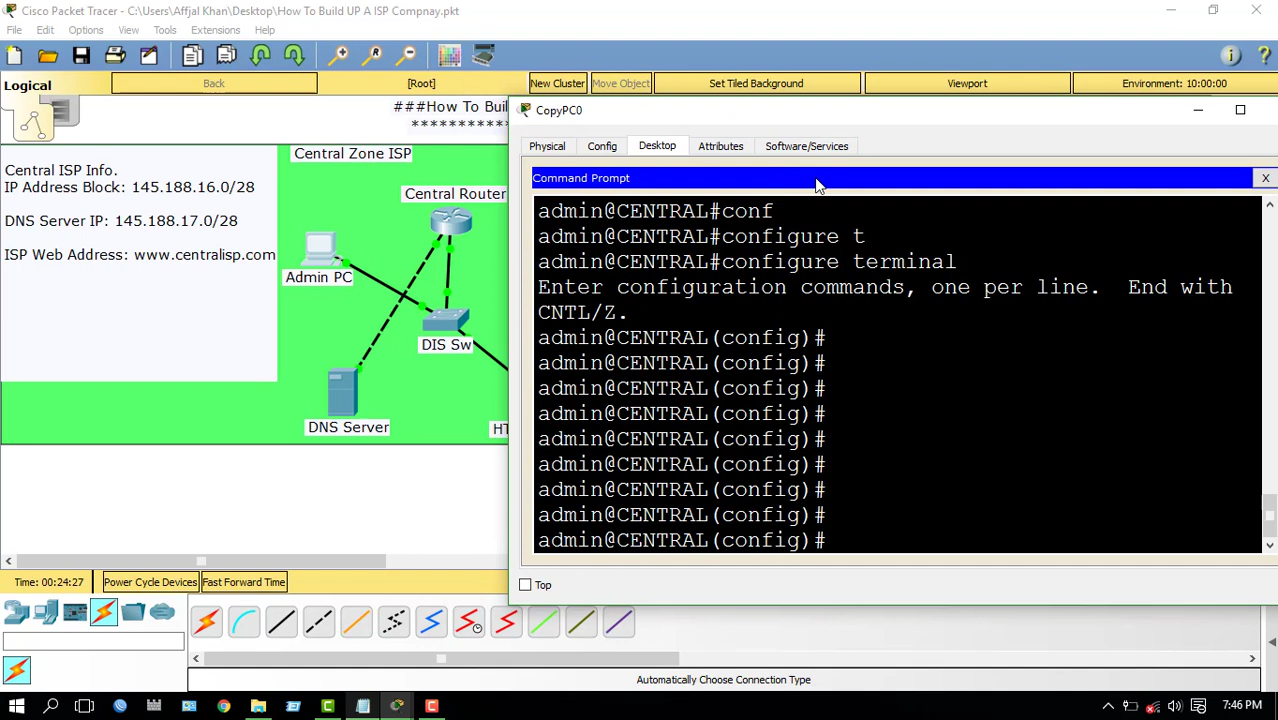 Cisco Packet Tracer - C:\Users\Affjal Khan\Desktop\How To Build UP A ISP Compnay.pkt
File Edit Options View Tools Extensions Help
Logical Back [Root] New Cluster Move Object Set Tiled Background Viewport Environment: 10:00:00
###How To Buil
**********
CopyPC0
Physical Config Desktop Attributes Software/Services
Command Prompt X
Central Zone ISP
Central ISP Info.
IP Address Block: 145.188.16.0/28
DNS Server IP: 145.188.17.0/28
ISP Web Address: www.centralisp.com
Central Router
Admin PC
DIS Sw
DNS Server
HT
admin@CENTRAL#conf
admin@CENTRAL#configure t
admin@CENTRAL#configure terminal
Enter configuration commands, one per line. End with
CNTL/Z.
admin@CENTRAL(config)#
admin@CENTRAL(config)#
admin@CENTRAL(config)#
admin@CENTRAL(config)#
admin@CENTRAL(config)#
admin@CENTRAL(config)#
admin@CENTRAL(config)#
admin@CENTRAL(config)#
admin@CENTRAL(config)#
Top
Time: 00:24:27 Power Cycle Devices Fast Forward Time
Automatically Choose Connection Type
7:46 PM